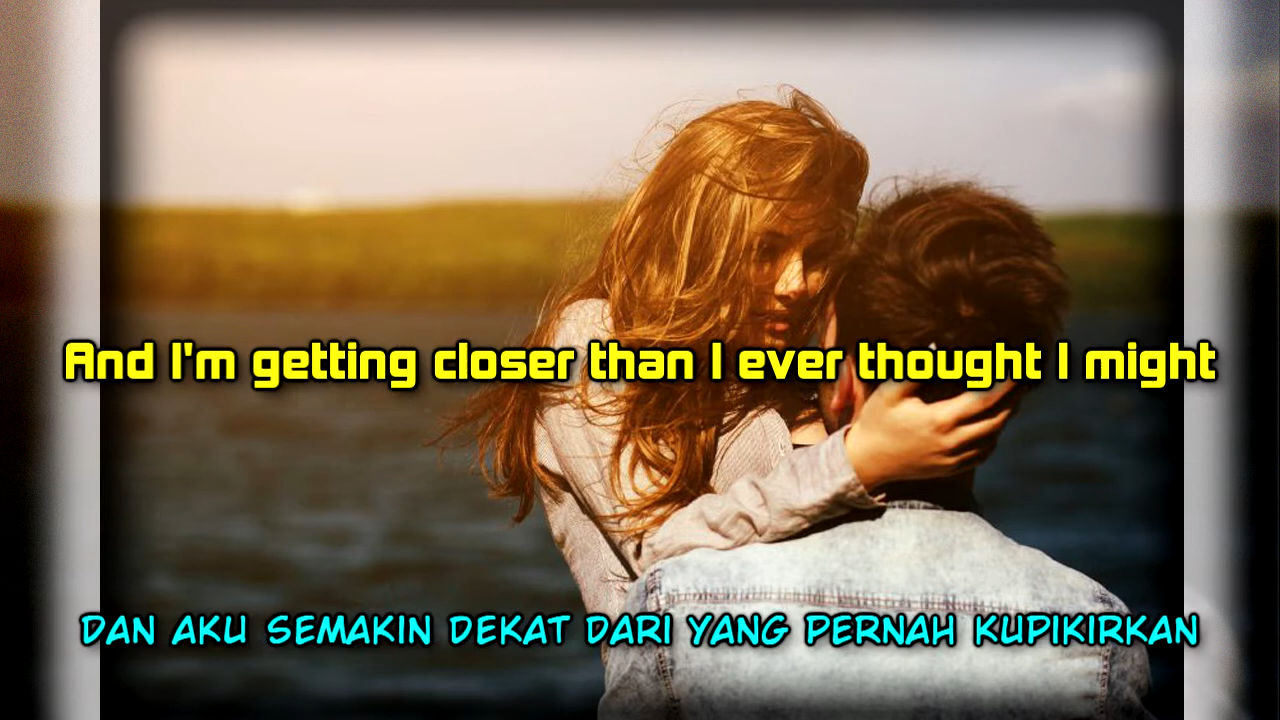 And I'm getting closer than I ever thought I might
DAN AKU SEMAKIN DEKAT DARI YANG PERNAH KUPIKIRKAN